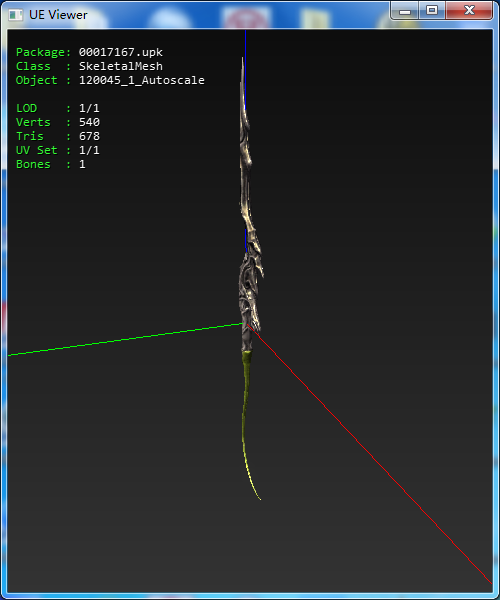 UE Viewer
Package: 00017167.upk
Class : SkeletalMesh
Object : 120045_1_Autoscale
LOD : 1/1
Verts : 540
Tris : 678
UV Set : 1/1
Bones : 1